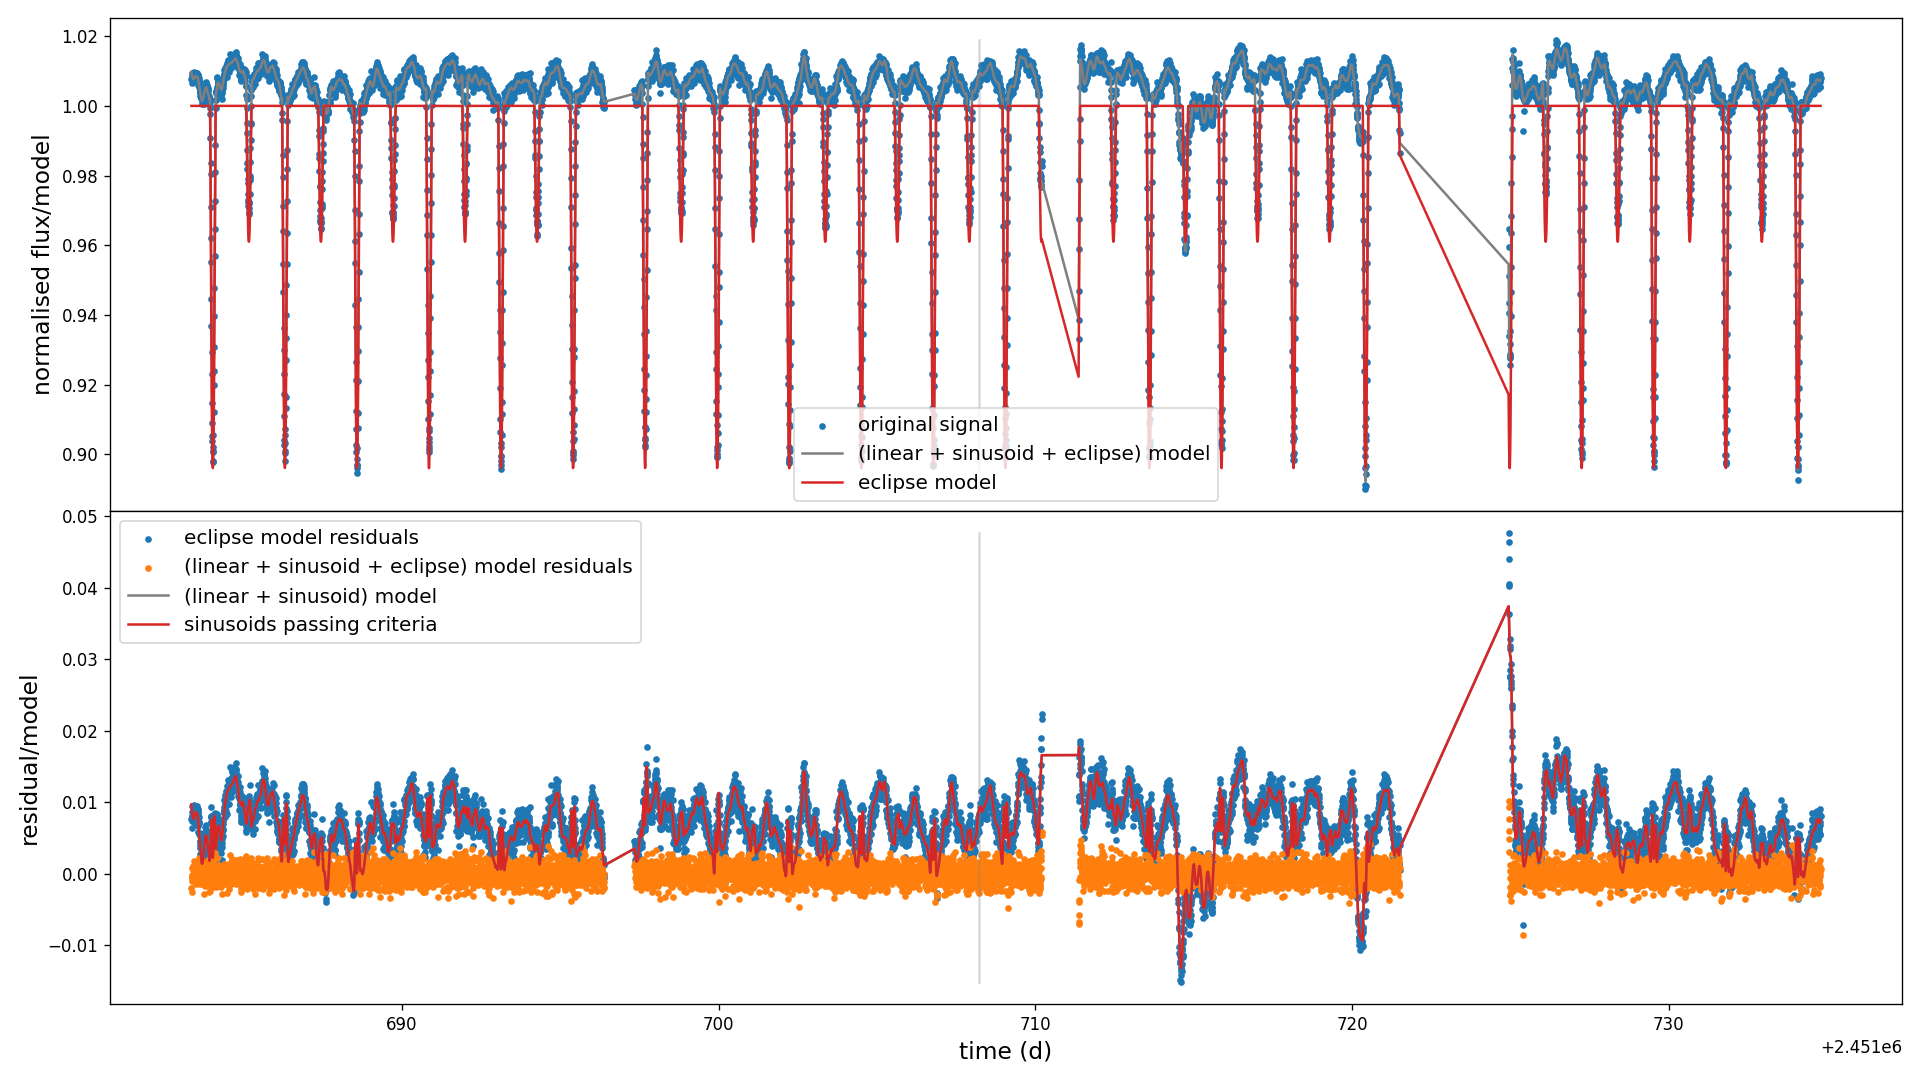 1.02
1.00
0.98
0.96
0.94
0.92
0.90
normalised flux/model
original signal
(linear + sinusoid + eclipse) model
eclipse model
0.05
0.04
0.03
0.02
0.01
0.00
−0.01
residual/model
eclipse model residuals
(linear + sinusoid + eclipse) model residuals
(linear + sinusoid) model
sinusoids passing criteria
690
700
710
720
730
time (d)
+2.451e6